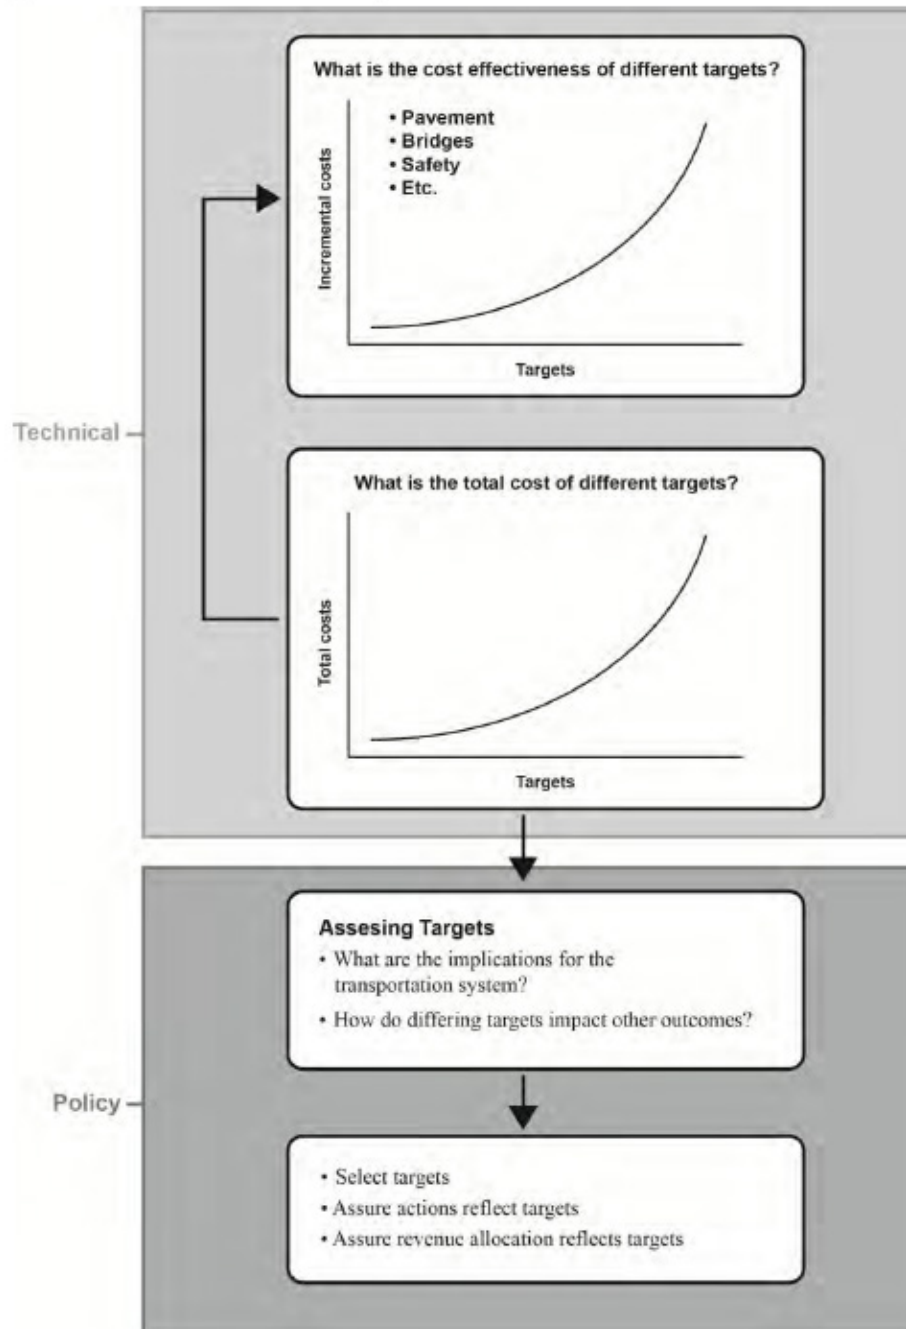 What is the cost effectiveness of different targets?
• Pavement
• Bridges
• Safety
• Etc.
Incremental costs
Targets
Technical
What is the total cost of different targets?
Total costs
Targets
Assesing Targets
• What are the implications for the
transportation system?
• How do differing targets impact other outcomes?
Policy
• Select targets
• Assure actions reflect targets
• Assure revenue allocation reflects targets